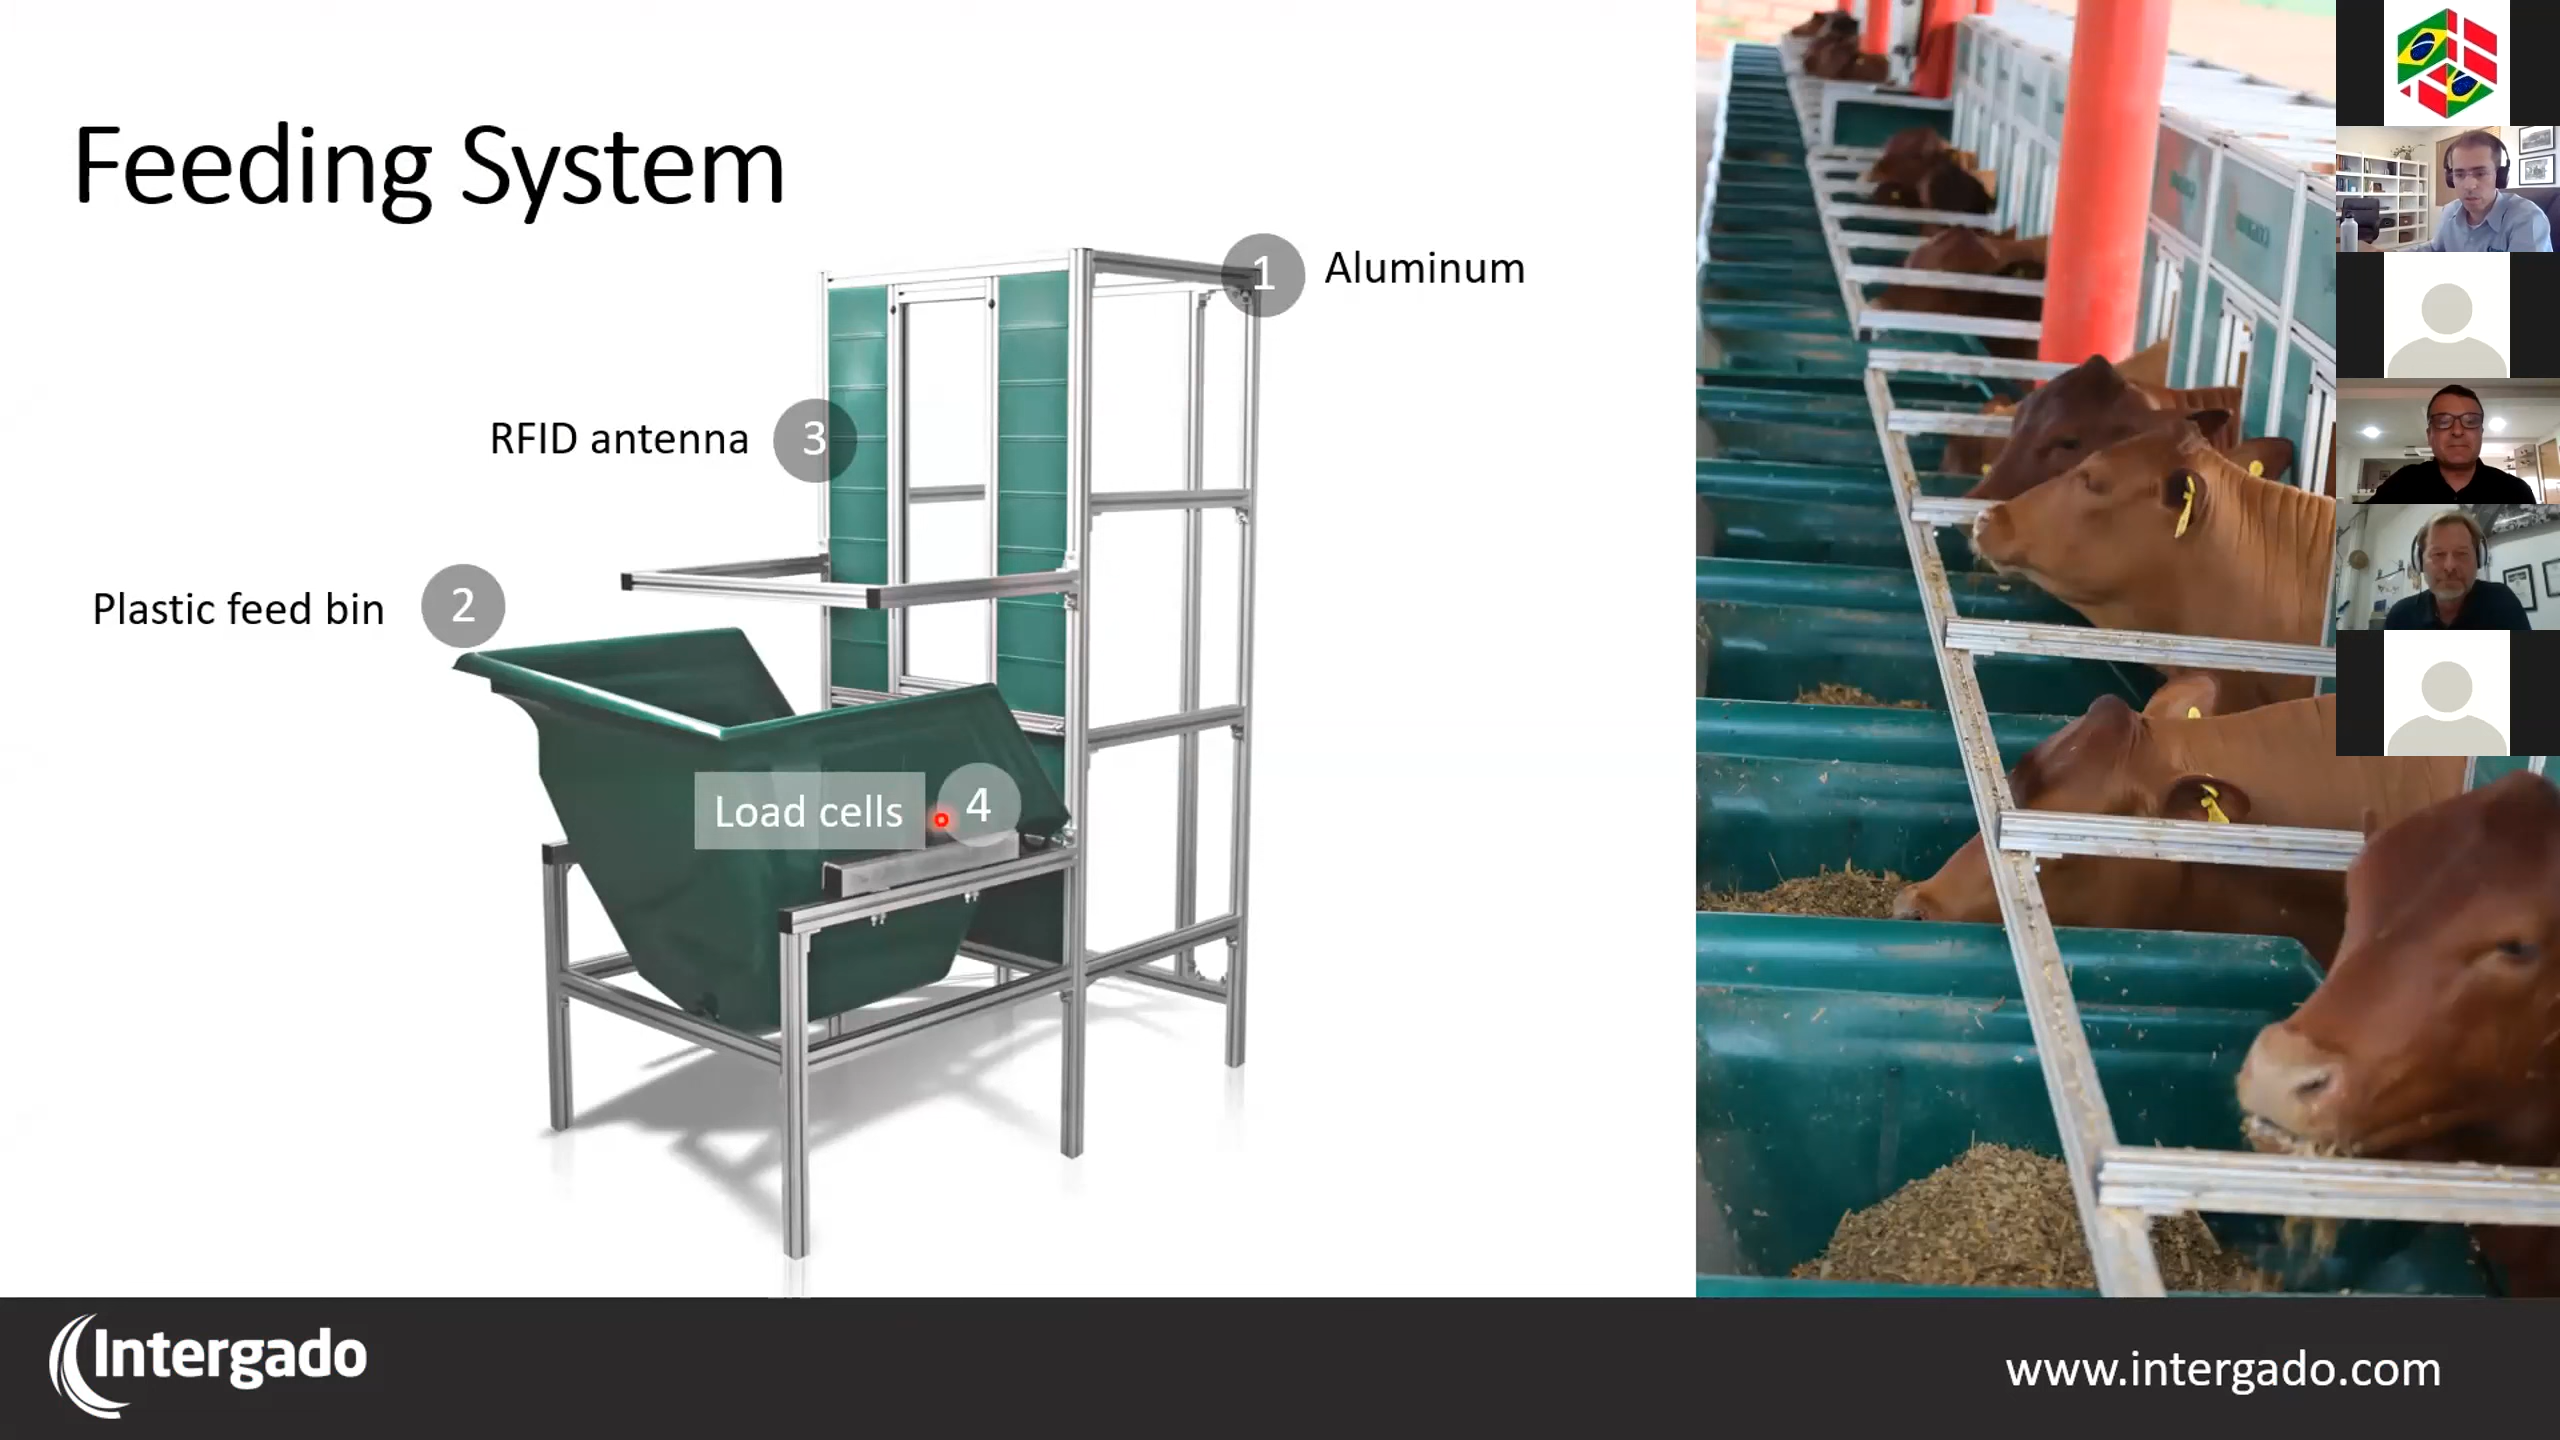 Feeding System
1 Aluminum
RFID antenna 3
Plastic feed bin 2
Load cells 4
Intergado
www.intergado.com